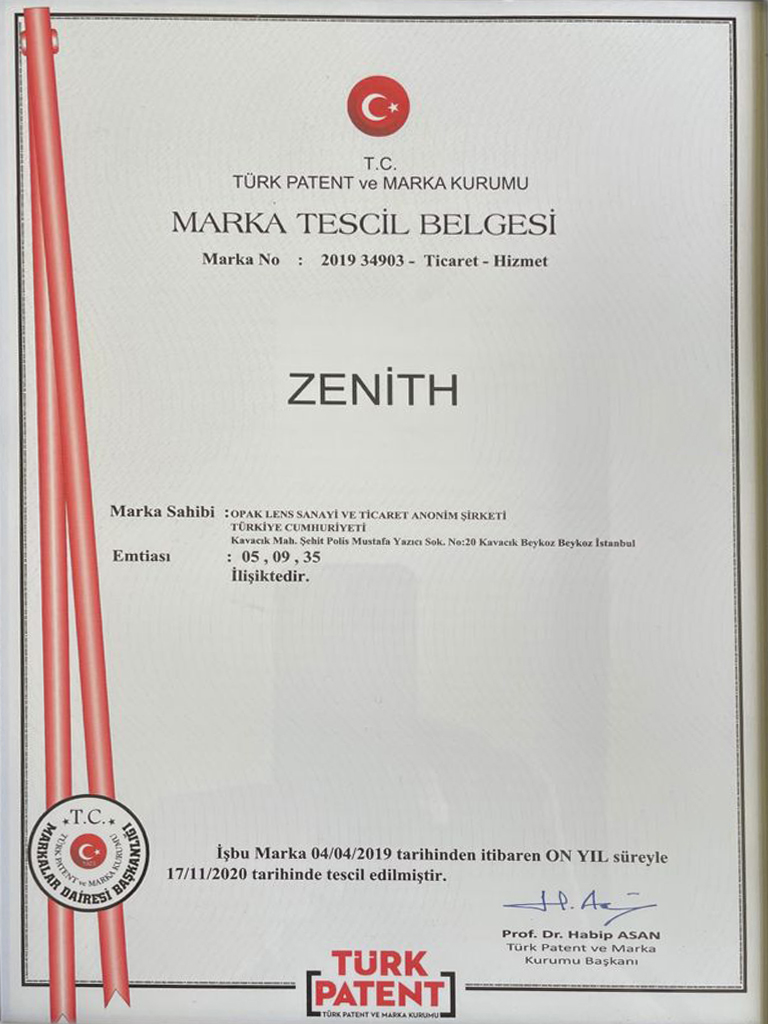 T.C.
TÜRK PATENT ve MARKA KURUMU
MARKA TESCİL BELGESİ
Marka No : 2019 34903 - Ticaret - Hizmet
ZENİTH
Marka Sahibi :OPAK LENS SANAYİ VE TİCARET ANONİM ŞİRKETİ
TÜRKİYE CUMHURİYETİ
Kavacık Mah. Şehit Polis Mustafa Yazıcı Sok. No:20 Kavacık Beykoz Beykoz İstanbul
Emtiası : 05 , 09 , 35
İlişiktedir.
T.C.
TÜRK PATENT ve MARKA KURUMU
MARKALAR DAİRESİ BAŞKANLIĞI
İşbu Marka 04/04/2019 tarihinden itibaren ON YIL süreyle
17/11/2020 tarihinde tescil edilmiştir.
Prof. Dr. Habip ASAN
Türk Patent ve Marka
Kurumu Başkanı
TÜRK
PATENT
TÜRK PATENT VE MARKA KURUMU